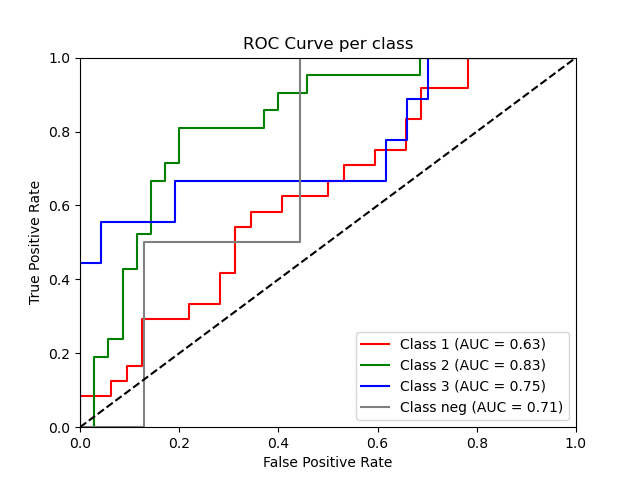 ROC Curve per class
1.0
0.8
0.6
0.4
0.2
0.0
True Positive Rate
Class 1 (AUC = 0.63)
Class 2 (AUC = 0.83)
Class 3 (AUC = 0.75)
Class neg (AUC = 0.71)
0.0 0.2 0.4 0.6 0.8 1.0
False Positive Rate